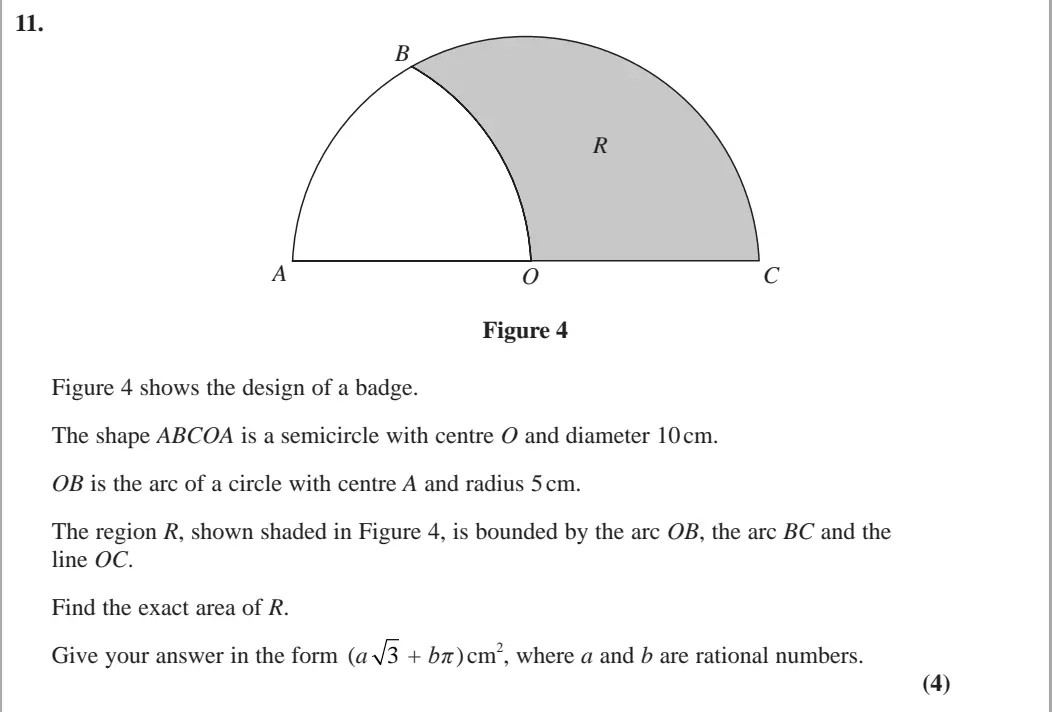 11.
B
R
A
O
C
Figure 4
Figure 4 shows the design of a badge.
The shape ABCOA is a semicircle with centre O and diameter 10 cm.
OB is the arc of a circle with centre A and radius 5 cm.
The region R, shown shaded in Figure 4, is bounded by the arc OB, the arc BC and the
line OC.
Find the exact area of R.
Give your answer in the form (a√3 + bπ) cm², where a and b are rational numbers.
(4)